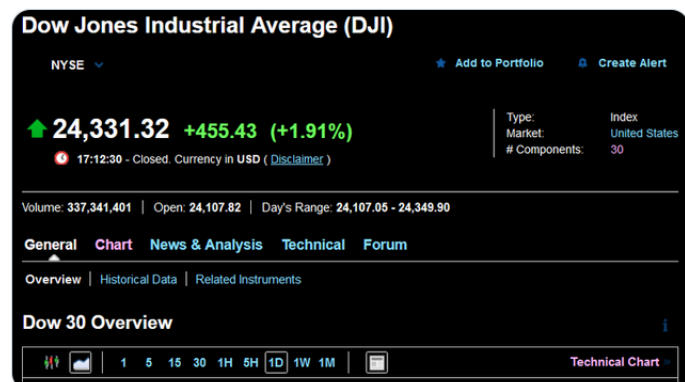 Dow Jones Industrial Average (DJI)
NYSE
Add to Portfolio Create Alert
24,331.32 +455.43 (+1.91%)
Type: Index
Market: United States
# Components: 30
17:12:30 - Closed. Currency in USD ( Disclaimer )
Volume: 337,341,401 | Open: 24,107.82 | Day's Range: 24,107.05 - 24,349.90
General Chart News & Analysis Technical Forum
Overview | Historical Data | Related Instruments
Dow 30 Overview
1 5 15 30 1H 5H 1D 1W 1M Technical Chart »